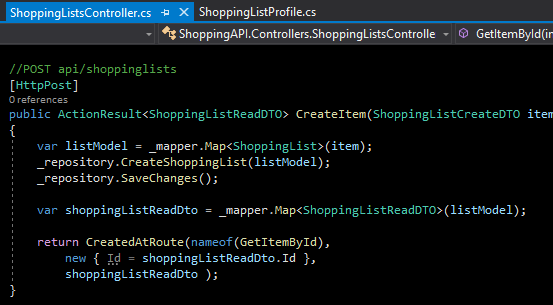 ShoppingListsController.cs ShoppingListProfile.cs
ShoppingAPI.Controllers.ShoppingListsControlle GetItemById(in
//POST api/shoppinglists
[HttpPost]
0 references
public ActionResult<ShoppingListReadDTO> CreateItem(ShoppingListCreateDTO item
{
var listModel = _mapper.Map<ShoppingList>(item);
_repository.CreateShoppingList(listModel);
_repository.SaveChanges();
var shoppingListReadDto = _mapper.Map<ShoppingListReadDTO>(listModel);
return CreatedAtRoute(nameof(GetItemById),
new { Id = shoppingListReadDto.Id },
shoppingListReadDto );
}